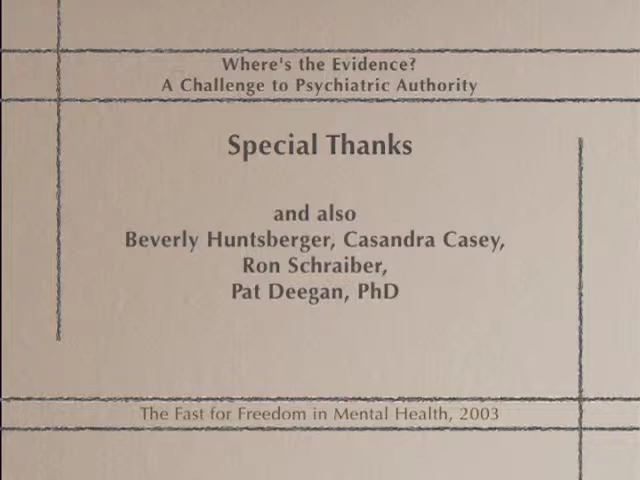 Where's the Evidence?
A Challenge to Psychiatric Authority
Special Thanks
and also
Beverly Huntsberger, Casandra Casey,
Ron Schraiber,
Pat Deegan, PhD
The Fast for Freedom in Mental Health, 2003